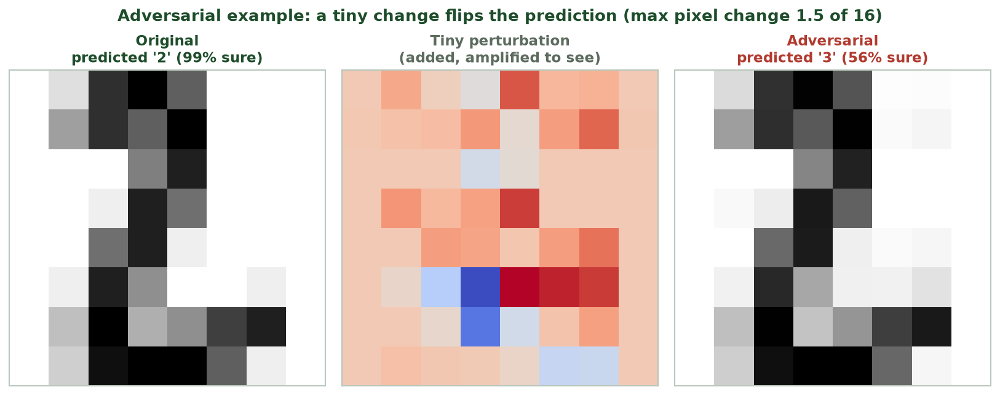 Adversarial example: a tiny change flips the prediction (max pixel change 1.5 of 16)
Original
predicted '2' (99% sure)
Tiny perturbation
(added, amplified to see)
Adversarial
predicted '3' (56% sure)